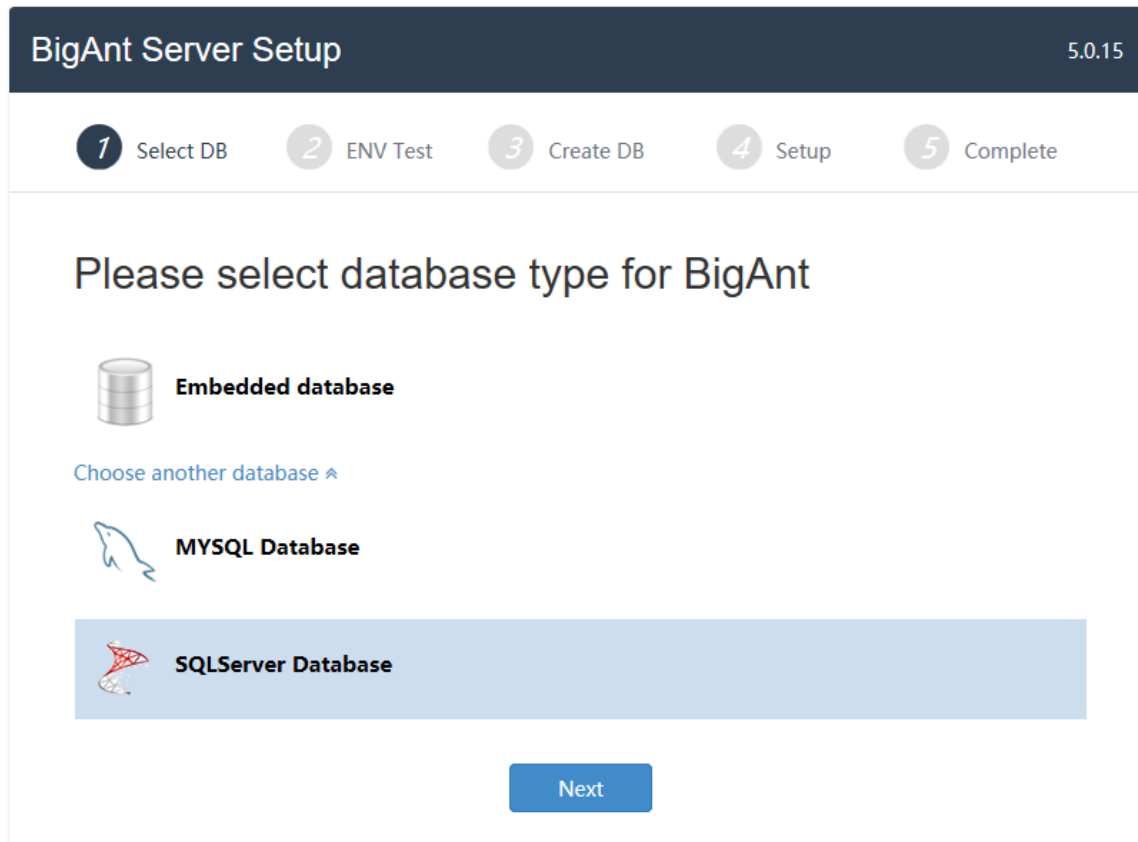 BigAnt Server Setup 5.0.15
1 Select DB 2 ENV Test 3 Create DB 4 Setup 5 Complete
Please select database type for BigAnt
Embedded database
Choose another database
MYSQL Database
SQLServer Database
Next